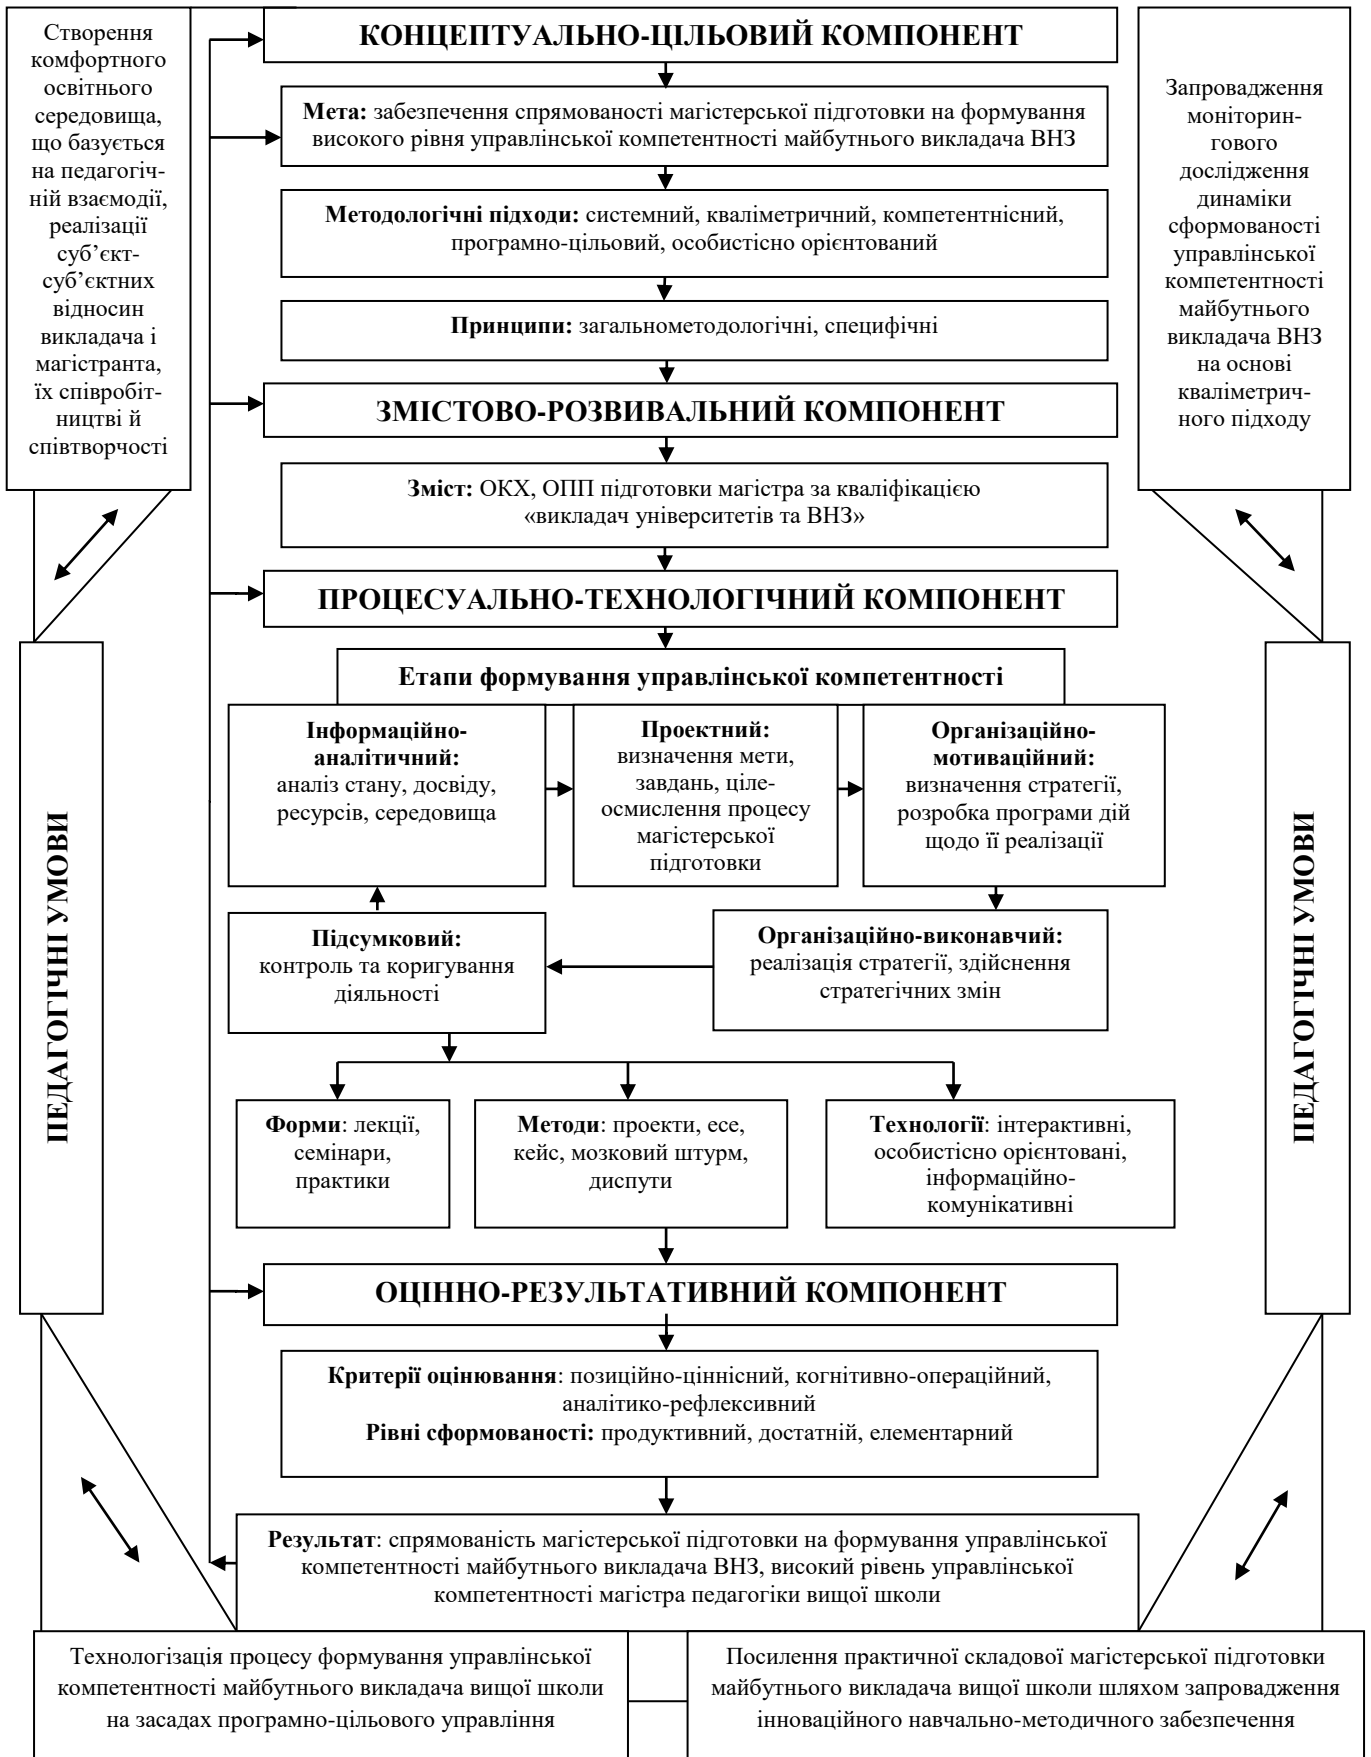 Створення
комфортного
освітнього
середовища,
що базується
на педагогіч-
ній взаємодії,
реалізації
суб’єкт-
суб’єктних
відносин
викладача і
магістранта,
їх співробіт-
ництві й
співтворчості
КОНЦЕПТУАЛЬНО-ЦІЛЬОВИЙ КОМПОНЕНТ
Мета: забезпечення спрямованості магістерської підготовки на формування
високого рівня управлінської компетентності майбутнього викладача ВНЗ
Методологічні підходи: системний, кваліметричний, компетентнісний,
програмно-цільовий, особистісно орієнтований
Принципи: загальнометодологічні, специфічні
ЗМІСТОВО-РОЗВИВАЛЬНИЙ КОМПОНЕНТ
Зміст: ОКХ, ОПП підготовки магістра за кваліфікацією
«викладач університетів та ВНЗ»
Запровадження
моніторин-
гового
дослідження
динаміки
сформованості
управлінської
компетентності
майбутнього
викладача ВНЗ
на основі
кваліметрич-
ного підходу
ПРОЦЕСУАЛЬНО-ТЕХНОЛОГІЧНИЙ КОМПОНЕНТ
Етапи формування управлінської компетентності
Інформаційно-
аналітичний:
аналіз стану, досвіду,
ресурсів, середовища
Проектний:
визначення мети,
завдань, ціле-
осмислення процесу
магістерської
підготовки
Організаційно-
мотиваційний:
визначення стратегії,
розробка програми дій
щодо її реалізації
Підсумковий:
контроль та коригування
діяльності
Організаційно-виконавчий:
реалізація стратегії, здійснення
стратегічних змін
ПЕДАГОГІЧНІ УМОВИ
ПЕДАГОГІЧНІ УМОВИ
Форми: лекції,
семінари,
практики
Методи: проекти, есе,
кейс, мозковий штурм,
диспути
Технології: інтерактивні,
особистісно орієнтовані,
інформаційно-
комунікативні
ОЦІННО-РЕЗУЛЬТАТИВНИЙ КОМПОНЕНТ
Критерії оцінювання: позиційно-ціннісний, когнітивно-операційний,
аналітико-рефлексивний
Рівні сформованості: продуктивний, достатній, елементарний
Результат: спрямованість магістерської підготовки на формування управлінської
компетентності майбутнього викладача ВНЗ, високий рівень управлінської
компетентності магістра педагогіки вищої школи
Технологізація процесу формування управлінської
компетентності майбутнього викладача вищої школи
на засадах програмно-цільового управління
Посилення практичної складової магістерської підготовки
майбутнього викладача вищої школи шляхом запровадження
інноваційного навчально-методичного забезпечення